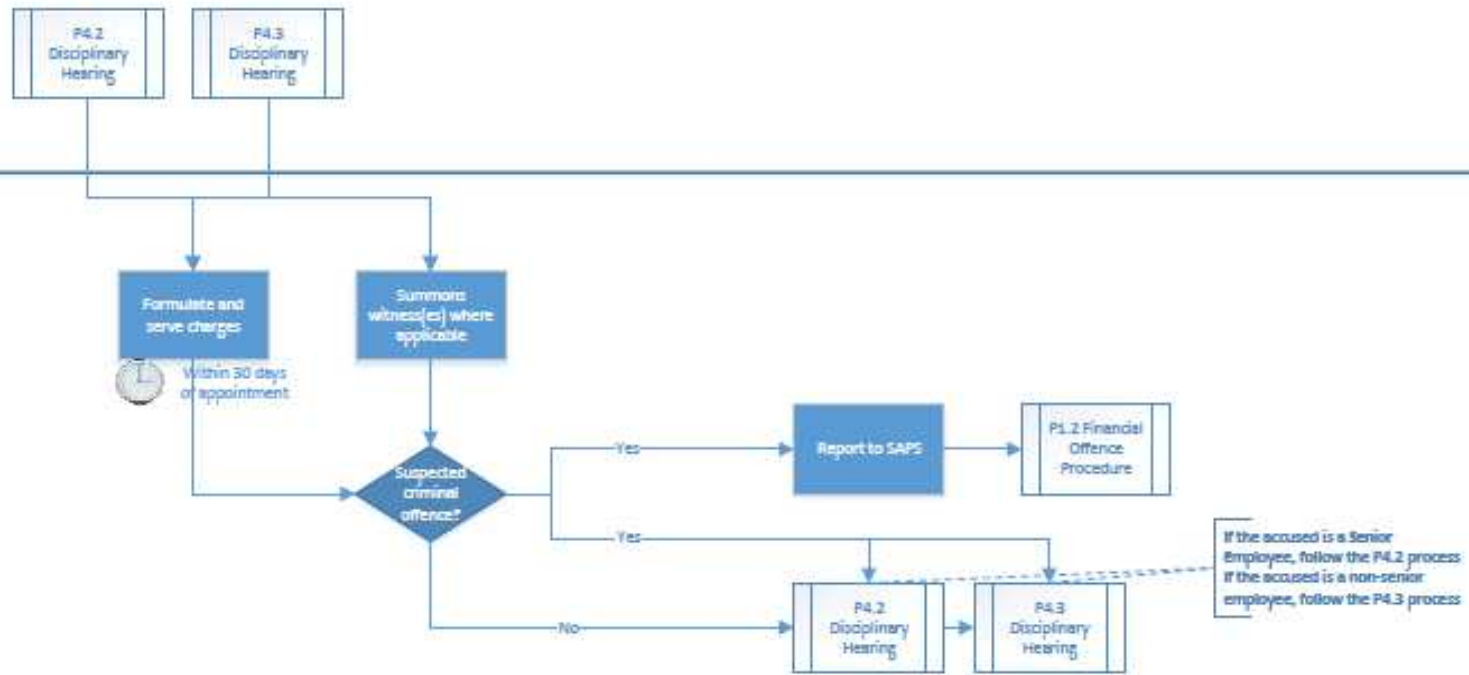 P4.2
Disciplinary
Hearing
P4.3
Disciplinary
Hearing
Formulate and
serve charges
Summons
witness(es) where
applicable
Within 30 days
of appointment
Suspected
criminal
offence?
Yes
Report to SAPS
P1.2 Financial
Offence
Procedure
Yes
If the accused is a Senior
Employee, follow the P4.2 process
If the accused is a non-senior
employee, follow the P4.3 process
No
P4.2
Disciplinary
Hearing
P4.3
Disciplinary
Hearing